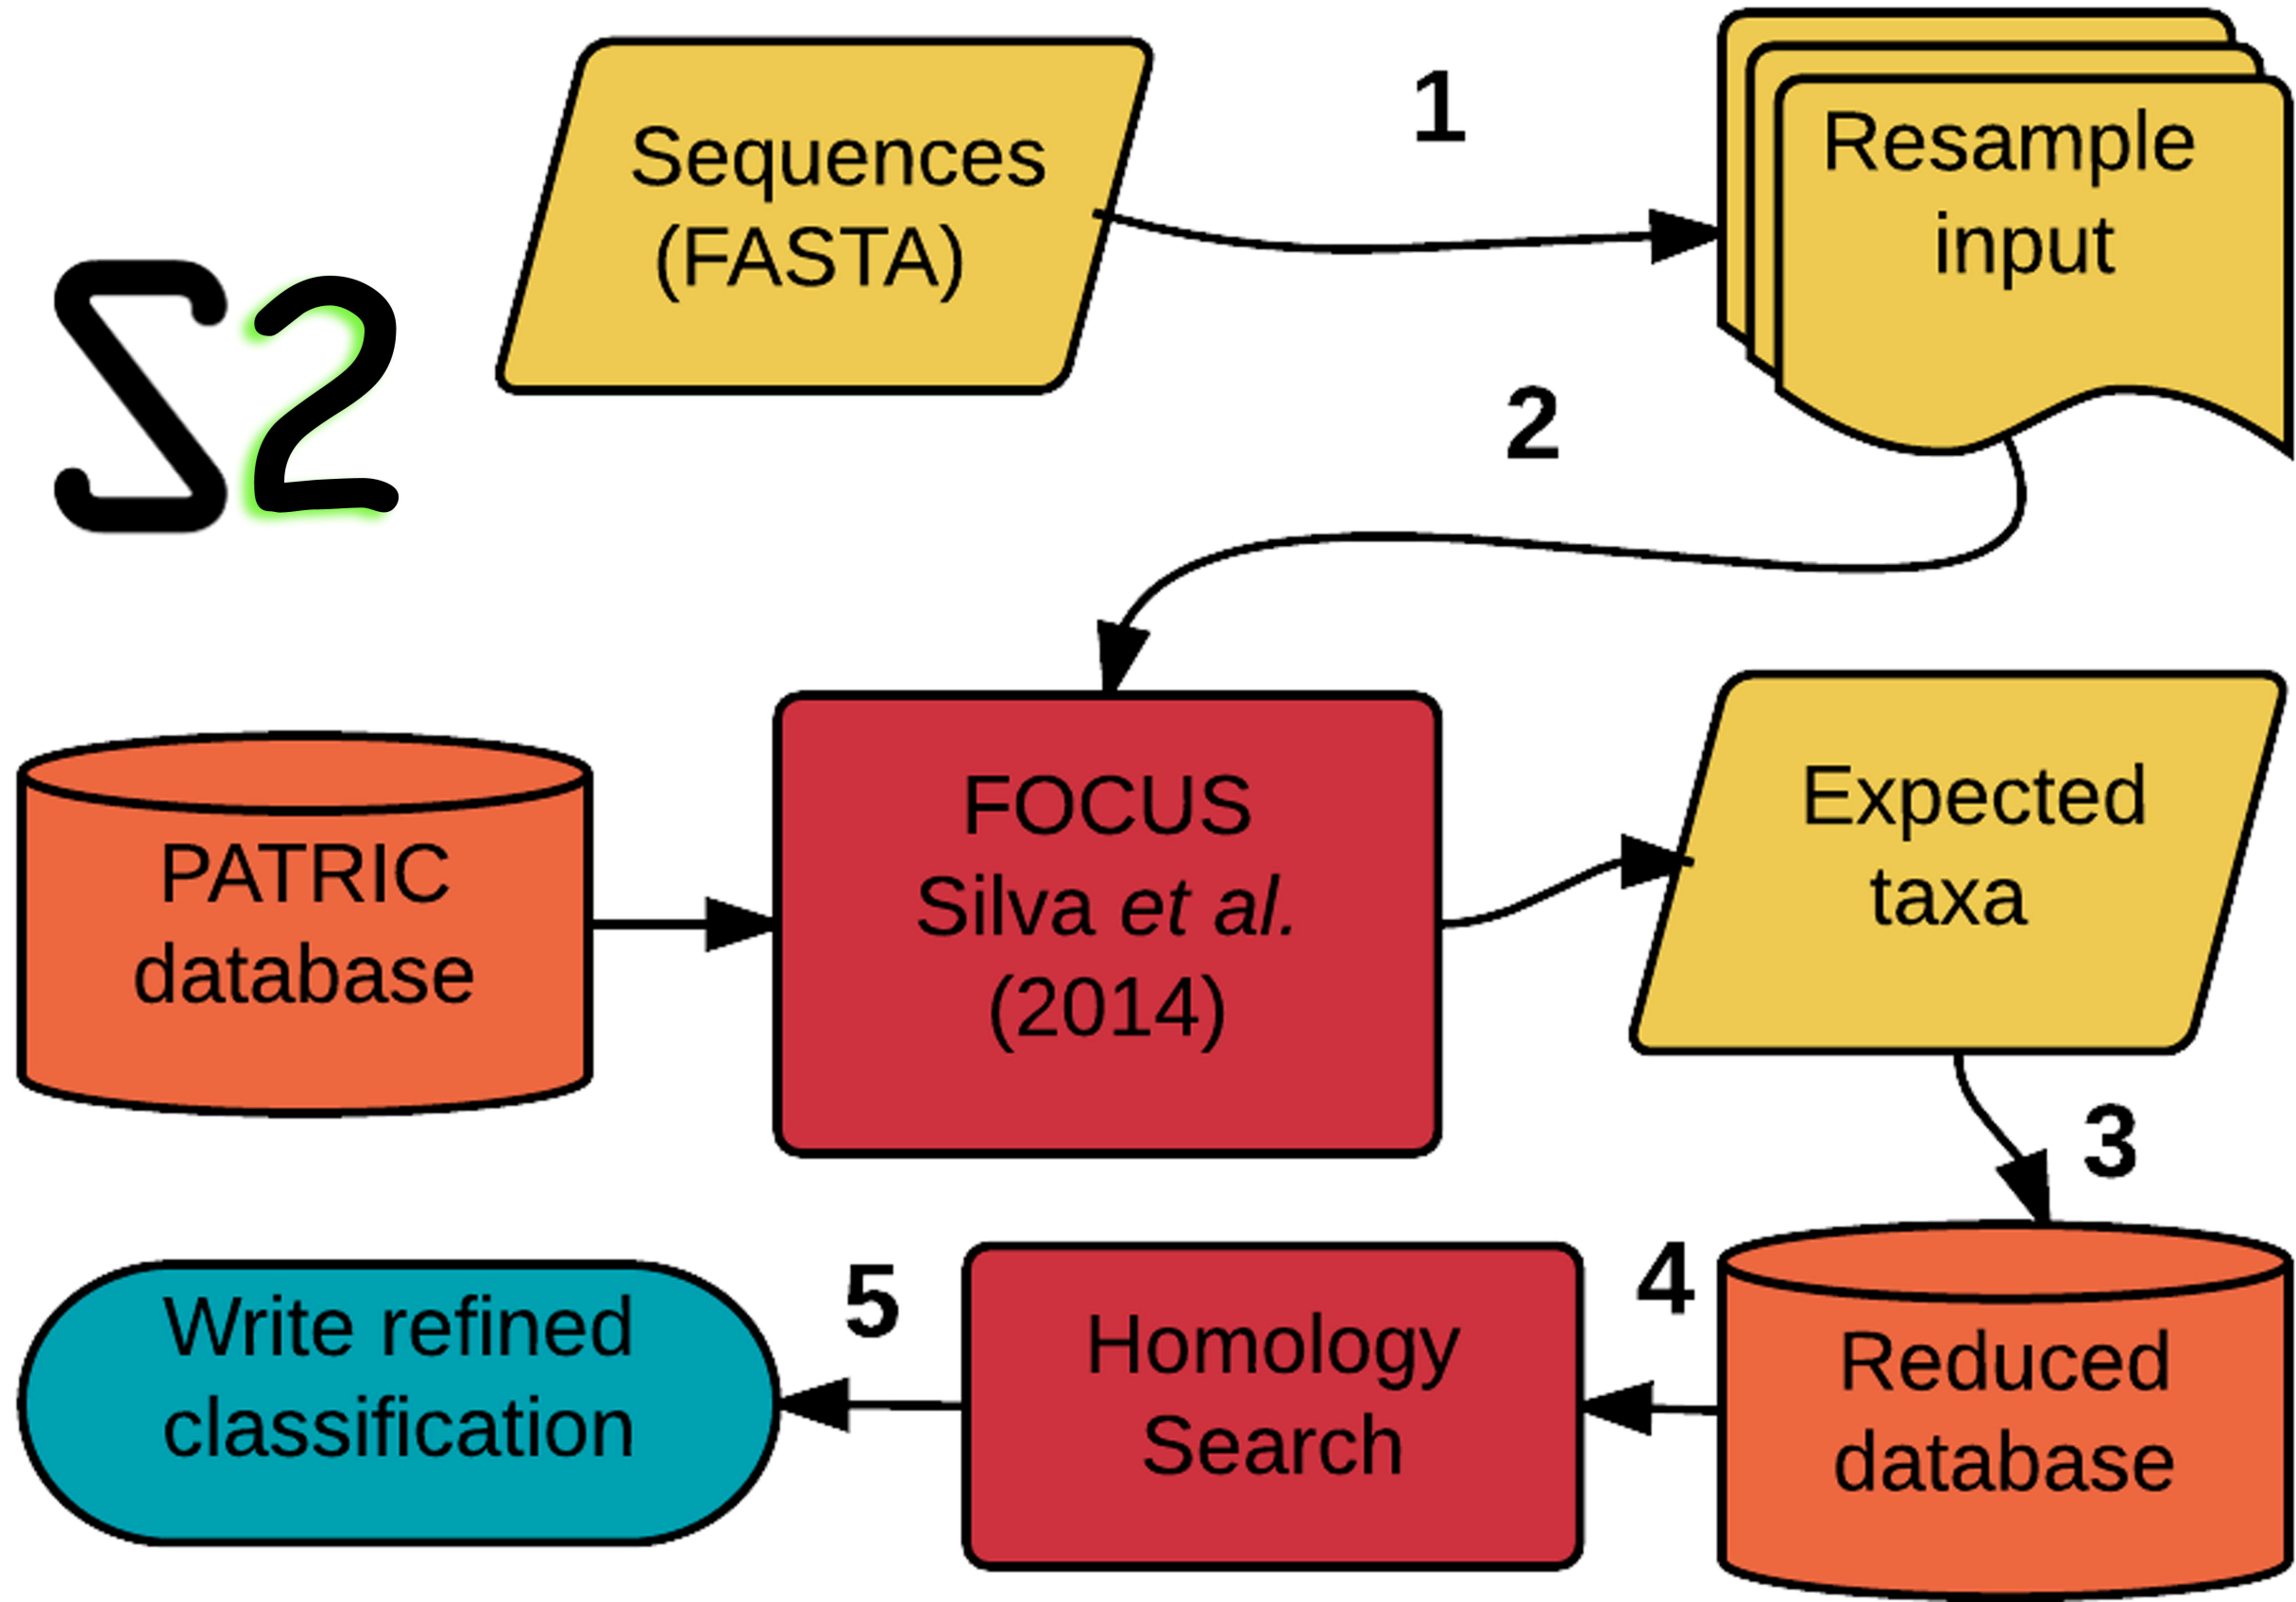 S2
Sequences
(FASTA)
1
Resample
input
2
PATRIC
database
FOCUS
Silva et al.
(2014)
Expected
taxa
3
Reduced
database
4
Homology
Search
5
Write refined
classification